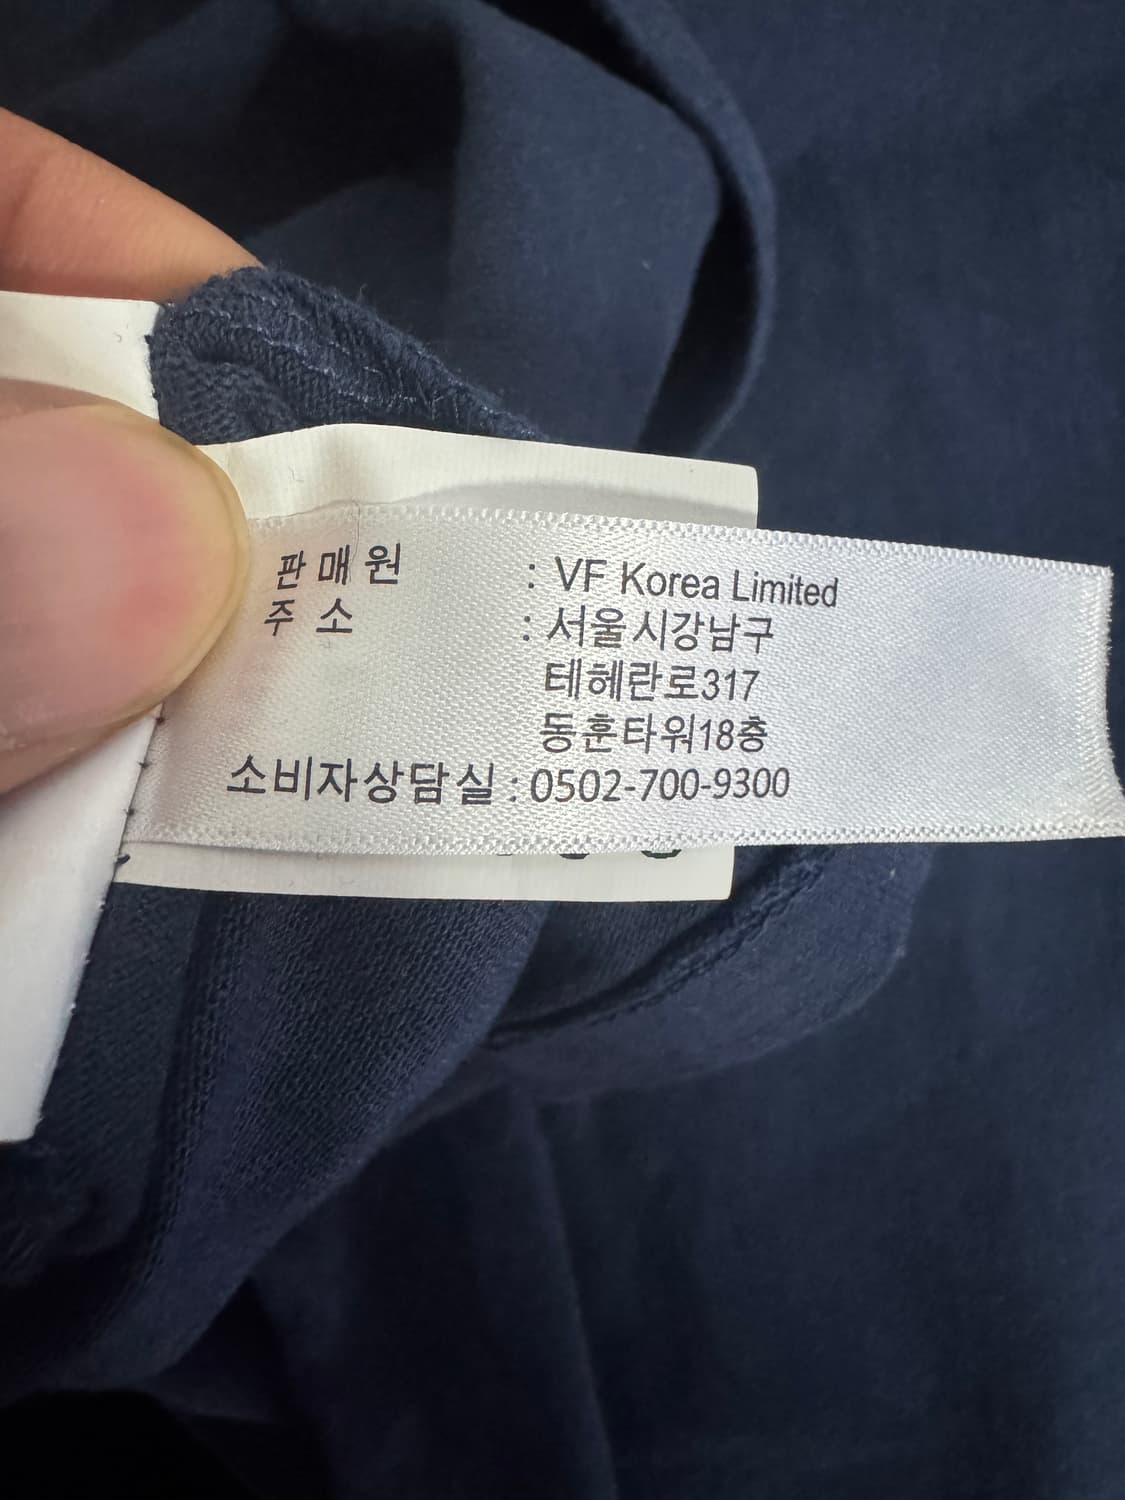 판매원 : VF Korea Limited
주소 : 서울시강남구
테헤란로317
동훈타워18층
소비자상담실 : 0502-700-9300